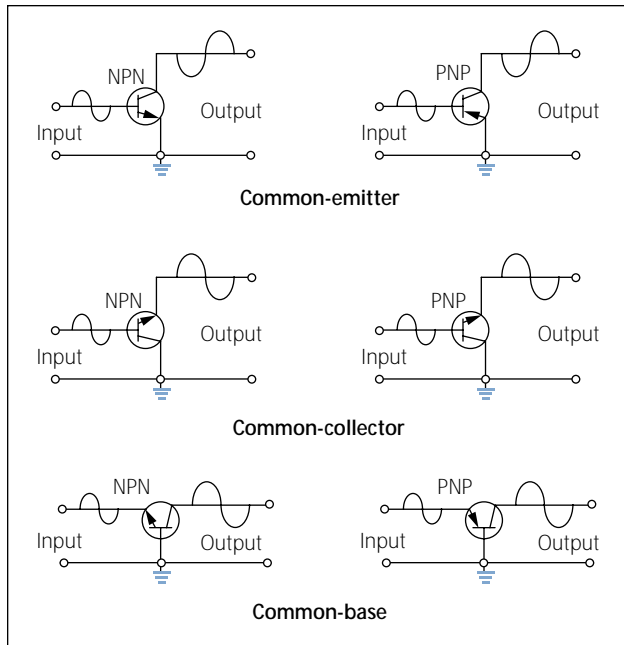 NPN
PNP
Input
Output
Input
Output
Common-emitter
NPN
PNP
Input
Output
Input
Output
Common-collector
NPN
PNP
Input
Output
Input
Output
Common-base